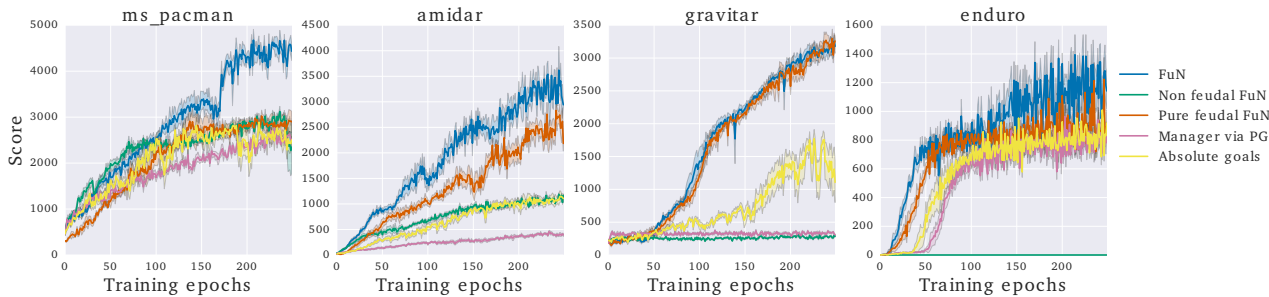 ms_pacman
amidar
gravitar
enduro
Score
5000
4000
3000
2000
1000
0
0 50 100 150 200
Training epochs
4500
4000
3500
3000
2500
2000
1500
1000
500
0
0 50 100 150 200
Training epochs
3500
3000
2500
2000
1500
1000
500
0
0 50 100 150 200
Training epochs
1600
1400
1200
1000
800
600
400
200
0
0 50 100 150 200
Training epochs
FuN
Non feudal FuN
Pure feudal FuN
Manager via PG
Absolute goals